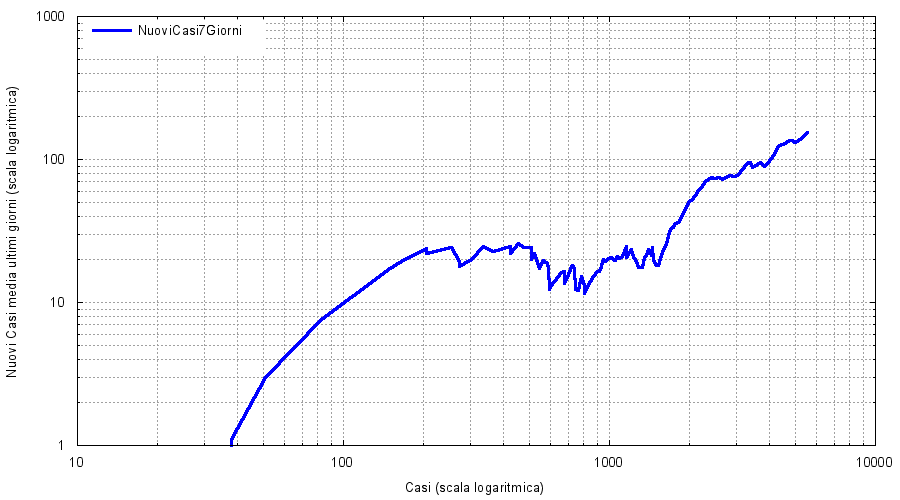 NuoviCasi7Giorni
Nuovi Casi media ultimi giorni (scala logaritmica)
1000
100
10
1
10
100
1000
10000
Casi (scala logaritmica)